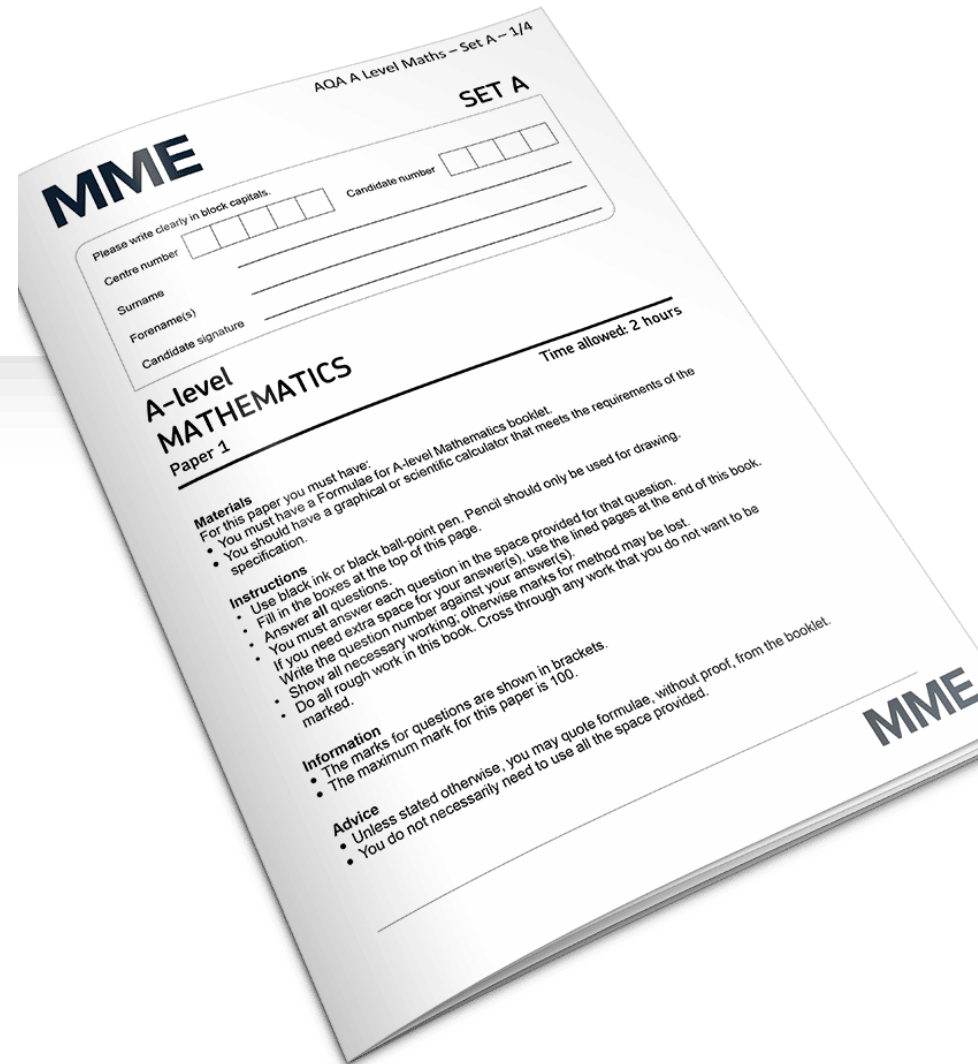 AQA A Level Maths – Set A – 1/4
MME
SET A
Please write clearly in block capitals.
Centre number
Candidate number
Surname
Forename(s)
Candidate signature
A-level
MATHEMATICS
Paper 1
Time allowed: 2 hours
Materials
For this paper you must have:
• You must have a Formulae for A-level Mathematics booklet.
• You should have a graphical or scientific calculator that meets the requirements of the
specification.
Instructions
• Use black ink or black ball-point pen. Pencil should only be used for drawing.
• Fill in the boxes at the top of this page.
• Answer all questions.
• You must answer each question in the space provided for that question.
• If you need extra space for your answer(s), use the lined pages at the end of this book.
Write the question number against your answer(s).
• Show all necessary working; otherwise marks for method may be lost.
• Do all rough work in this book. Cross through any work that you do not want to be
marked.
Information
• The marks for questions are shown in brackets.
• The maximum mark for this paper is 100.
Advice
• Unless stated otherwise, you may quote formulae, without proof, from the booklet.
• You do not necessarily need to use all the space provided.
MME